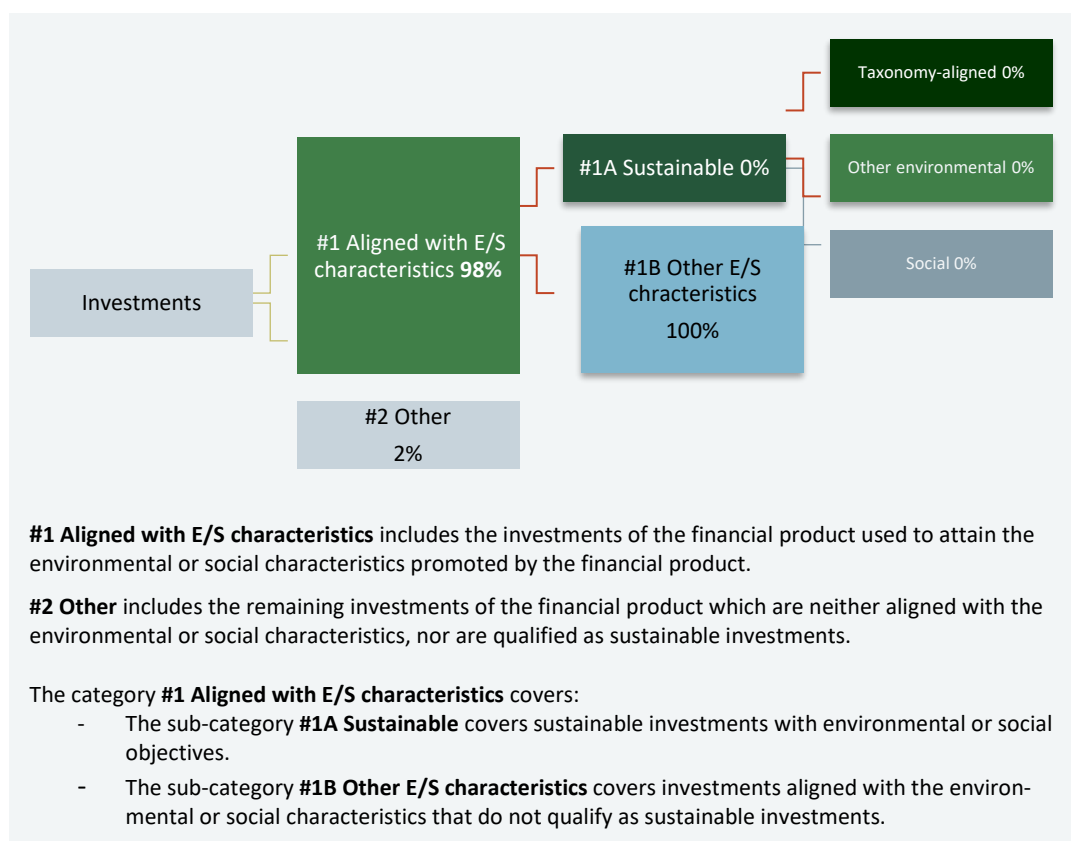 Investments
#1 Aligned with E/S
characteristics 98%
#2 Other
2%
#1A Sustainable 0%
#1B Other E/S
chracteristics
100%
Taxonomy-aligned 0%
Other environmental 0%
Social 0%
#1 Aligned with E/S characteristics includes the investments of the financial product used to attain the
environmental or social characteristics promoted by the financial product.
#2 Other includes the remaining investments of the financial product which are neither aligned with the
environmental or social characteristics, nor are qualified as sustainable investments.
The category #1 Aligned with E/S characteristics covers:
- The sub-category #1A Sustainable covers sustainable investments with environmental or social
objectives.
- The sub-category #1B Other E/S characteristics covers investments aligned with the environ-
mental or social characteristics that do not qualify as sustainable investments.